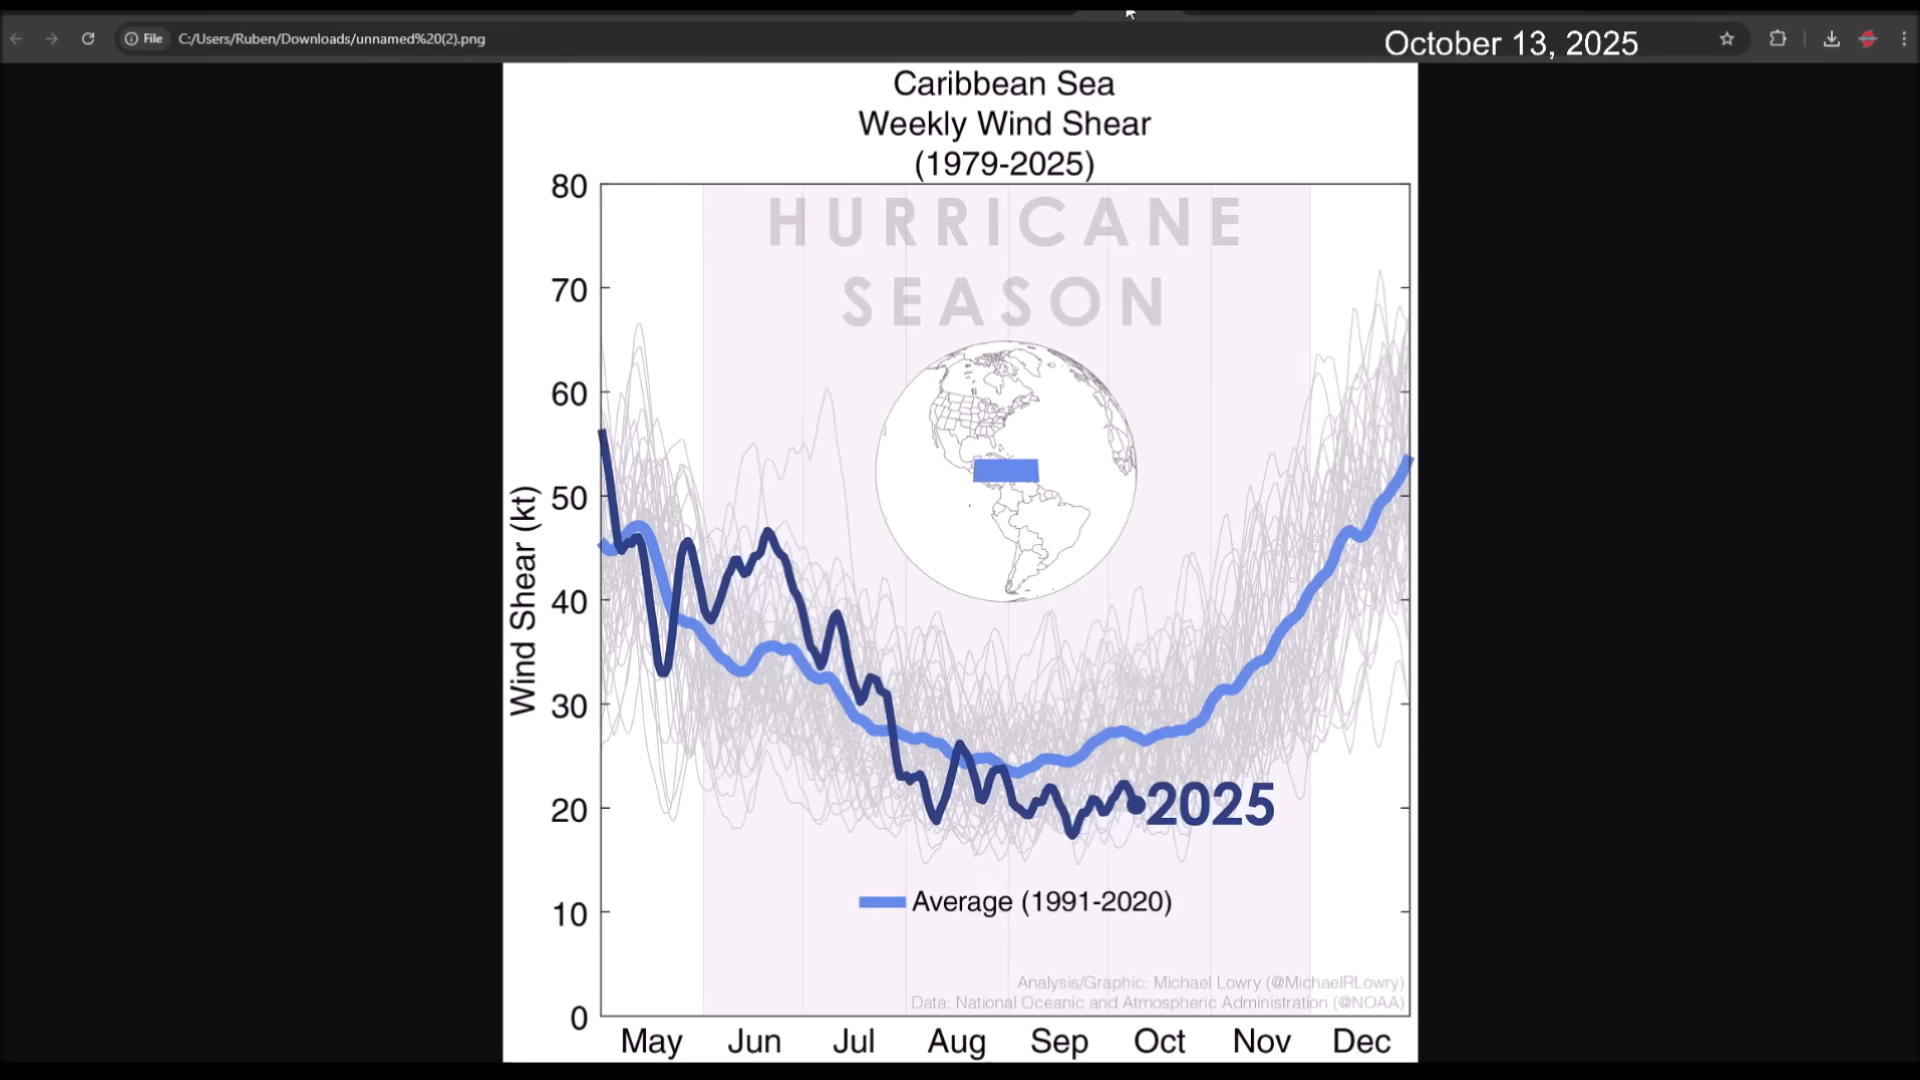 File
C:/Users/Ruben/Downloads/unnamed%20(2).png
October 13, 2025
Caribbean Sea
Weekly Wind Shear
(1979-2025)
HURRICANE
SEASON
80
70
60
50
40
30
20
10
0
Wind Shear (kt)
2025
Average (1991-2020)
Analysis/Graphic: Michael Lowry (@MichaelRLowry)
Data: National Oceanic and Atmospheric Administration (@NOAA)
May Jun Jul Aug Sep Oct Nov Dec